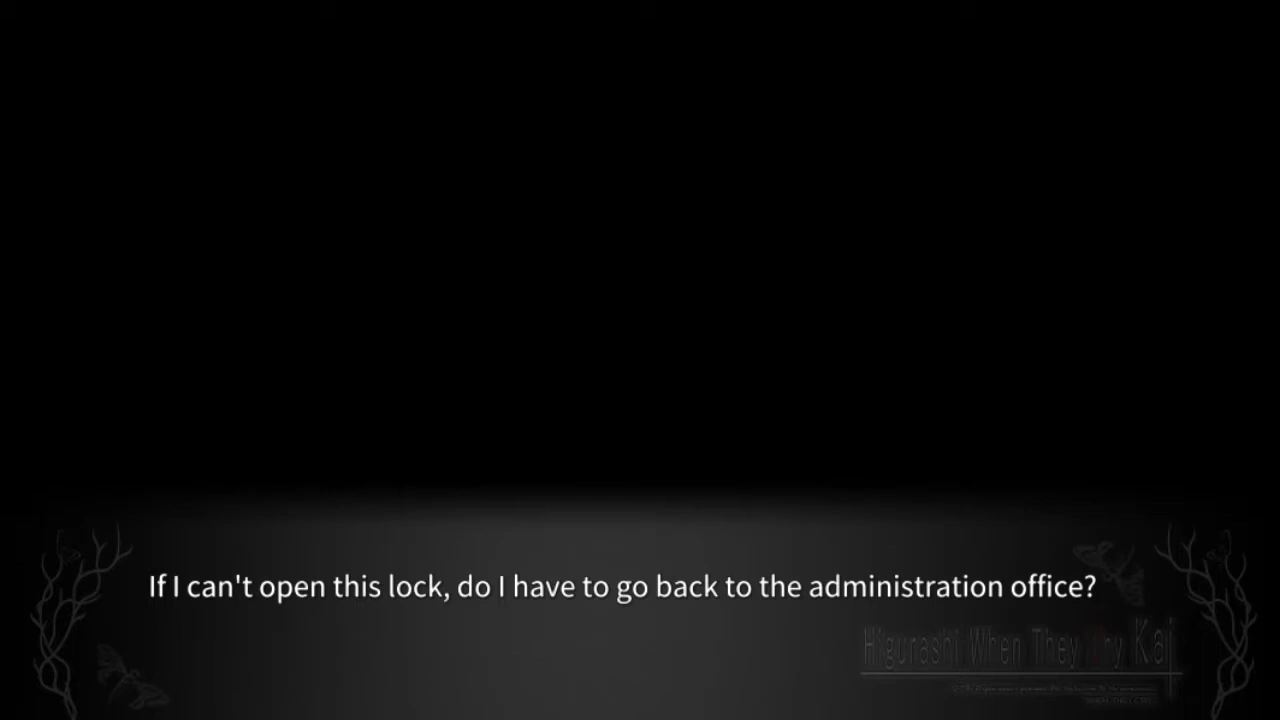 If I can't open this lock, do I have to go back to the administration office?
Higurashi When They Cry Kai